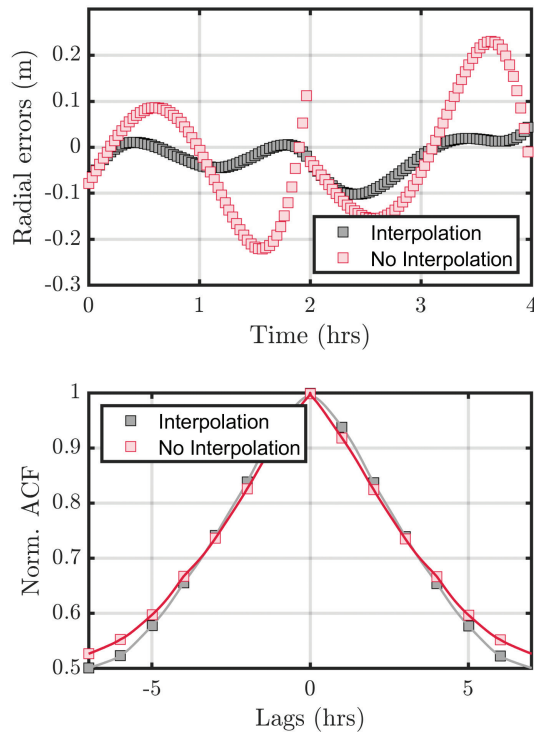 Radial errors (m)
0.2
0.1
0
-0.1
-0.2
-0.3
Interpolation
No Interpolation
0
1
2
3
4
Time (hrs)
Norm. ACF
1
0.9
0.8
0.7
0.6
0.5
Interpolation
No Interpolation
-5
0
5
Lags (hrs)